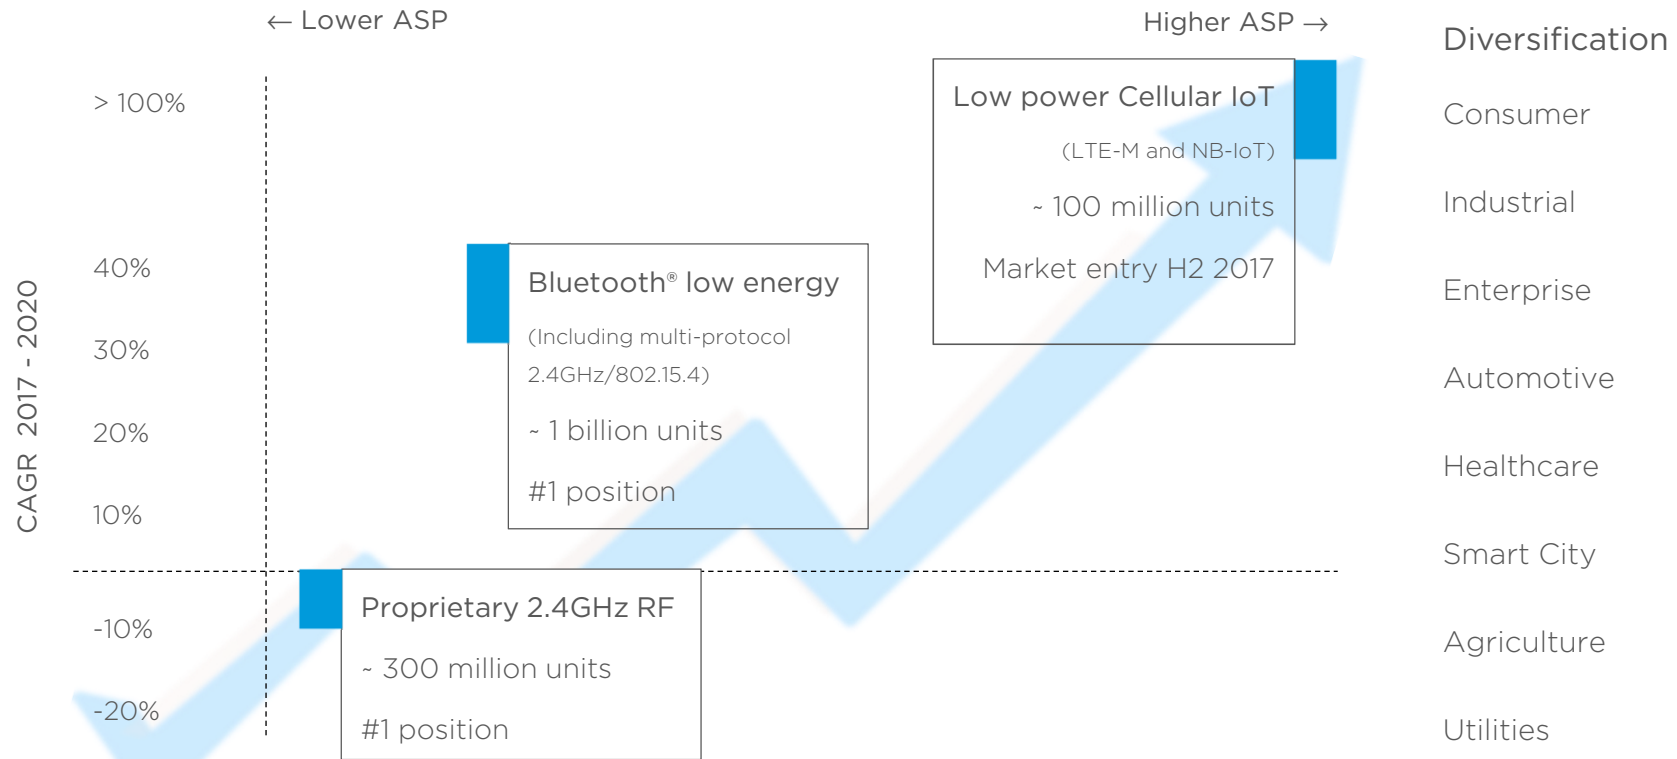 ← Lower ASP
Higher ASP →
CAGR 2017 - 2020
> 100%
40%
30%
20%
10%
-10%
-20%
Low power Cellular IoT
(LTE-M and NB-IoT)
~ 100 million units
Market entry H2 2017
Bluetooth® low energy
(Including multi-protocol
2.4GHz/802.15.4)
~ 1 billion units
#1 position
Proprietary 2.4GHz RF
~ 300 million units
#1 position
Diversification
Consumer
Industrial
Enterprise
Automotive
Healthcare
Smart City
Agriculture
Utilities